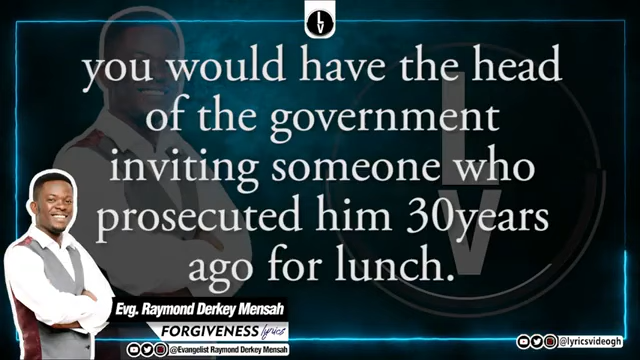 L
V
you would have the head
of the government
inviting someone who
prosecuted him 30years
ago for lunch.
L
V
Evg. Raymond Derkey Mensah
FORGIVENESS lyrics
@Evangelist Raymond Derkey Mensah
@lyricsvideogh